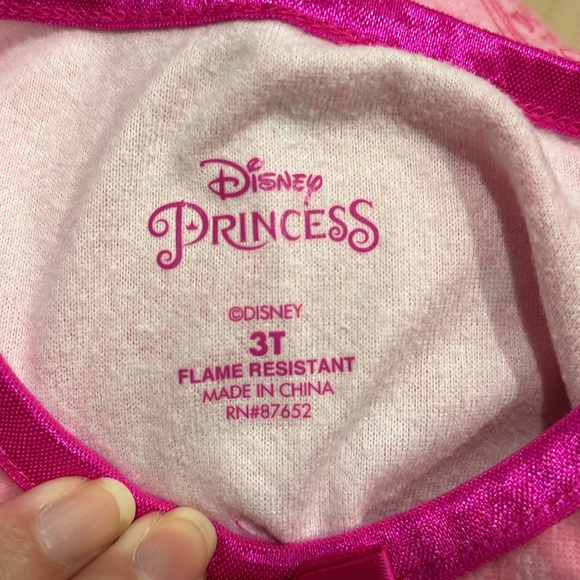 Disney
PRINCESS
©DISNEY
3T
FLAME RESISTANT
MADE IN CHINA
RN#87652